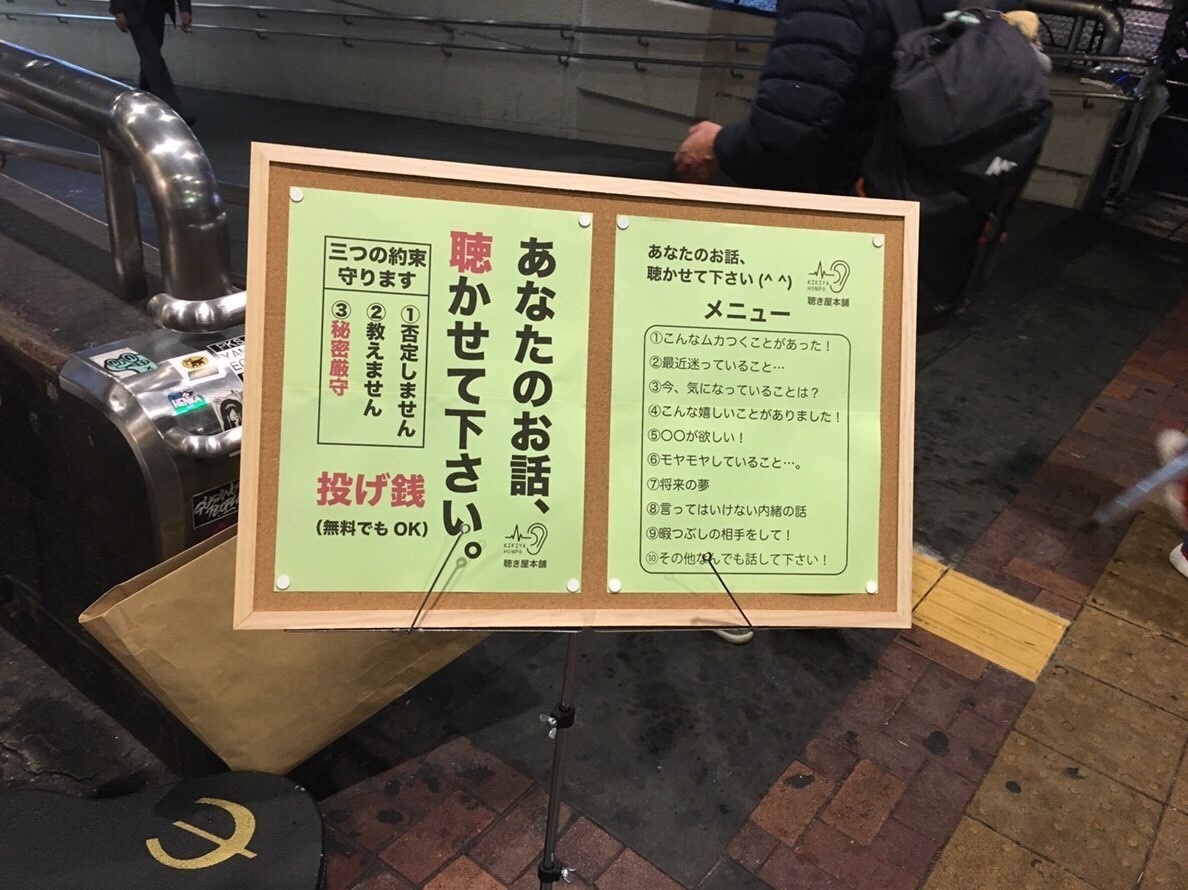 あなたのお話、
聴かせて下さい。
三つの約束
守ります
①否定しません
②教えません
③秘密厳守
投げ銭
(無料でも OK)
KIKIYA
HONPO
聴き屋本舗
あなたのお話、
聴かせて下さい (^ ^)
KIKIYA
HONPO
聴き屋本舗
メニュー
①こんなムカつくことがあった！
②最近迷っていること…
③今、気になっていることは？
④こんな嬉しいことがありました！
⑤〇〇が欲しい！
⑥モヤモヤしていること…。
⑦将来の夢
⑧言ってはいけない内緒の話
⑨暇つぶしの相手をして！
⑩その他なんでも話して下さい！